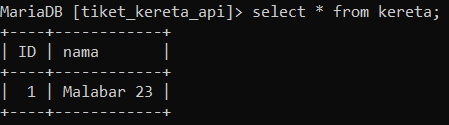 MariaDB [tiket_kereta_api]> select * from kereta;
+----+------------+
| ID | nama       |
+----+------------+
|  1 | Malabar 23 |
+----+------------+